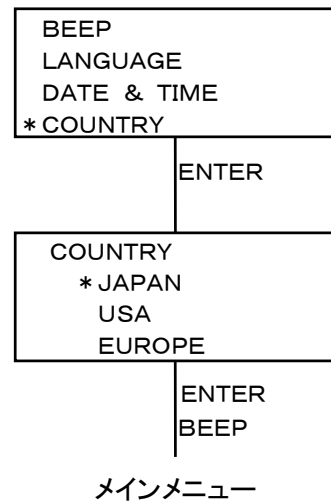 BEEP
LANGUAGE
DATE & TIME
*COUNTRY
ENTER
COUNTRY
*JAPAN
USA
EUROPE
ENTER
BEEP
メインメニュー